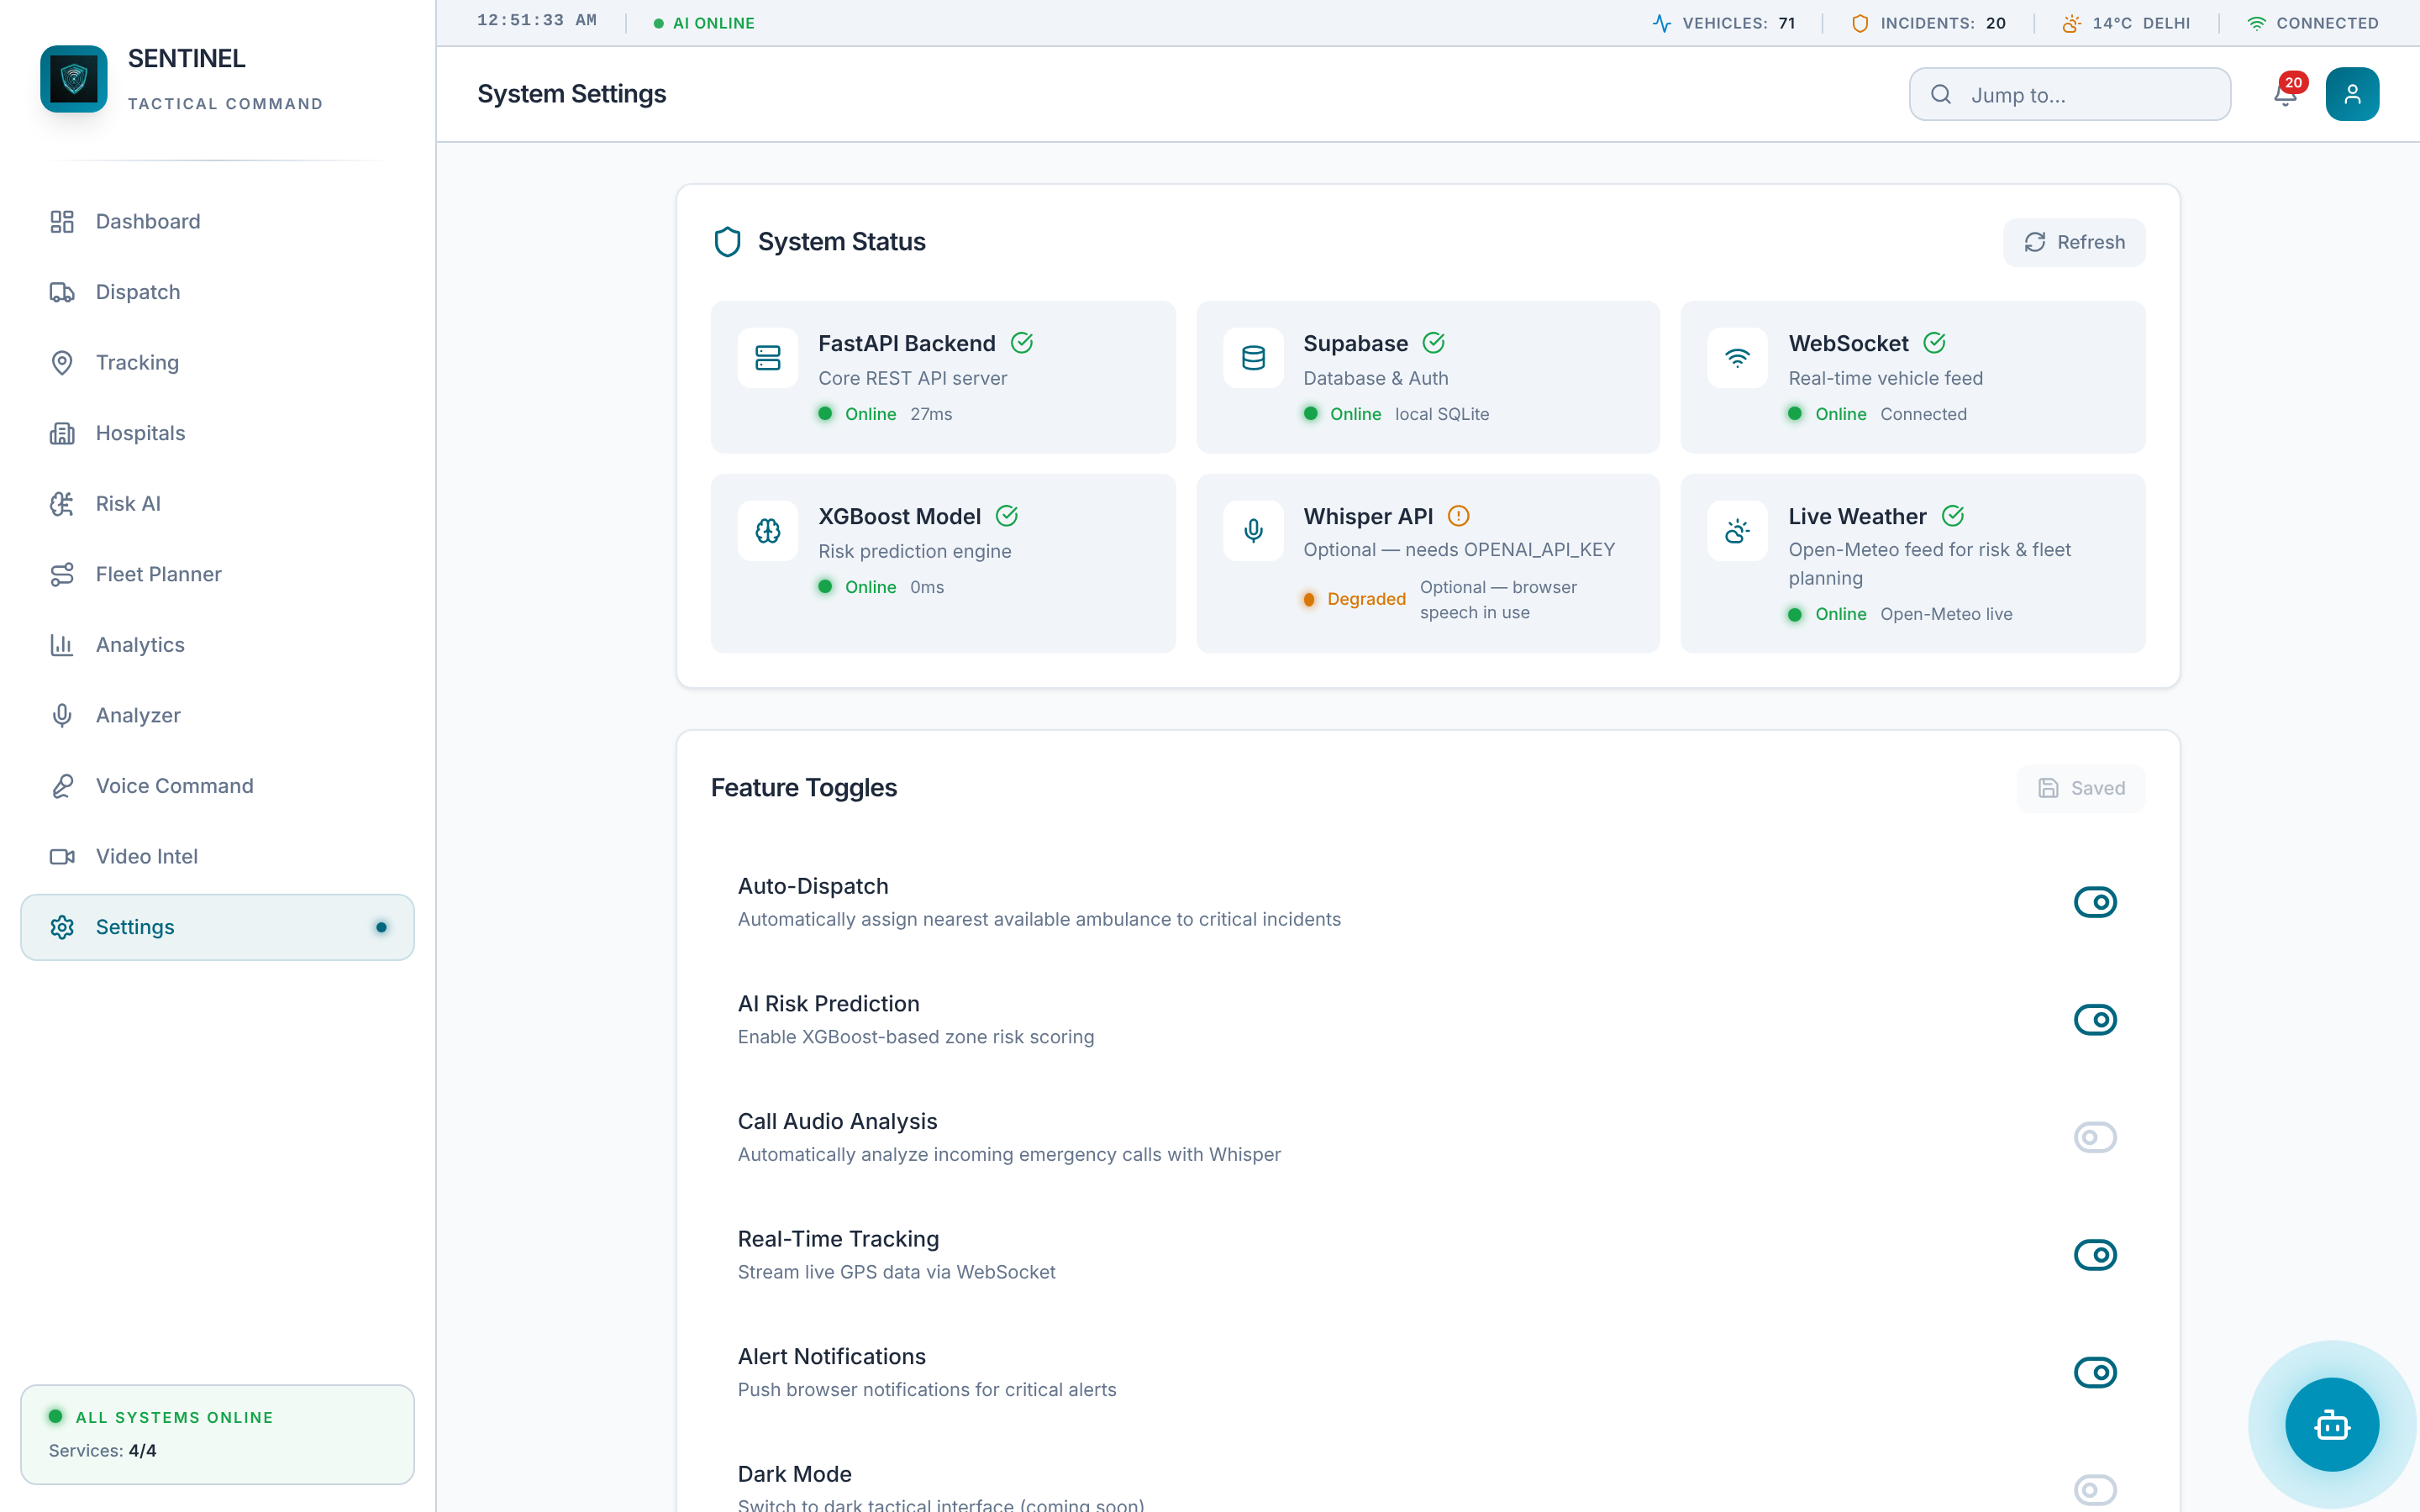 SENTINEL
TACTICAL COMMAND
Dashboard
Dispatch
Tracking
Hospitals
Risk AI
Fleet Planner
Analytics
Analyzer
Voice Command
Video Intel
Settings
ALL SYSTEMS ONLINE
Services: 4/4
12:51:33 AM
AI ONLINE
VEHICLES: 71
INCIDENTS: 20
14°C DELHI
CONNECTED
System Settings
Jump to...
20
System Status
Refresh
FastAPI Backend
Core REST API server
Online 27ms
Supabase
Database & Auth
Online local SQLite
WebSocket
Real-time vehicle feed
Online Connected
XGBoost Model
Risk prediction engine
Online 0ms
Whisper API
Optional — needs OPENAI_API_KEY
Degraded Optional — browser
speech in use
Live Weather
Open-Meteo feed for risk & fleet
planning
Online Open-Meteo live
Feature Toggles
Saved
Auto-Dispatch
Automatically assign nearest available ambulance to critical incidents
AI Risk Prediction
Enable XGBoost-based zone risk scoring
Call Audio Analysis
Automatically analyze incoming emergency calls with Whisper
Real-Time Tracking
Stream live GPS data via WebSocket
Alert Notifications
Push browser notifications for critical alerts
Dark Mode
Switch to dark tactical interface (coming soon)